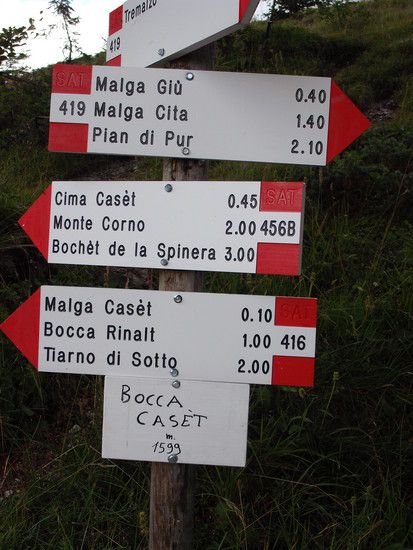 Tremalzo
419
SAT Malga Giù 0.40
419 Malga Cita 1.40
Pian di Pur 2.10
Cima Casèt 0.45 SAT
Monte Corno 2.00 456B
Bochèt de la Spinera 3.00
Malga Casèt 0.10 SAT
Bocca Rinalt 1.00 416
Tiarno di Sotto 2.00
BOCCA
CASÈT
m.
1599